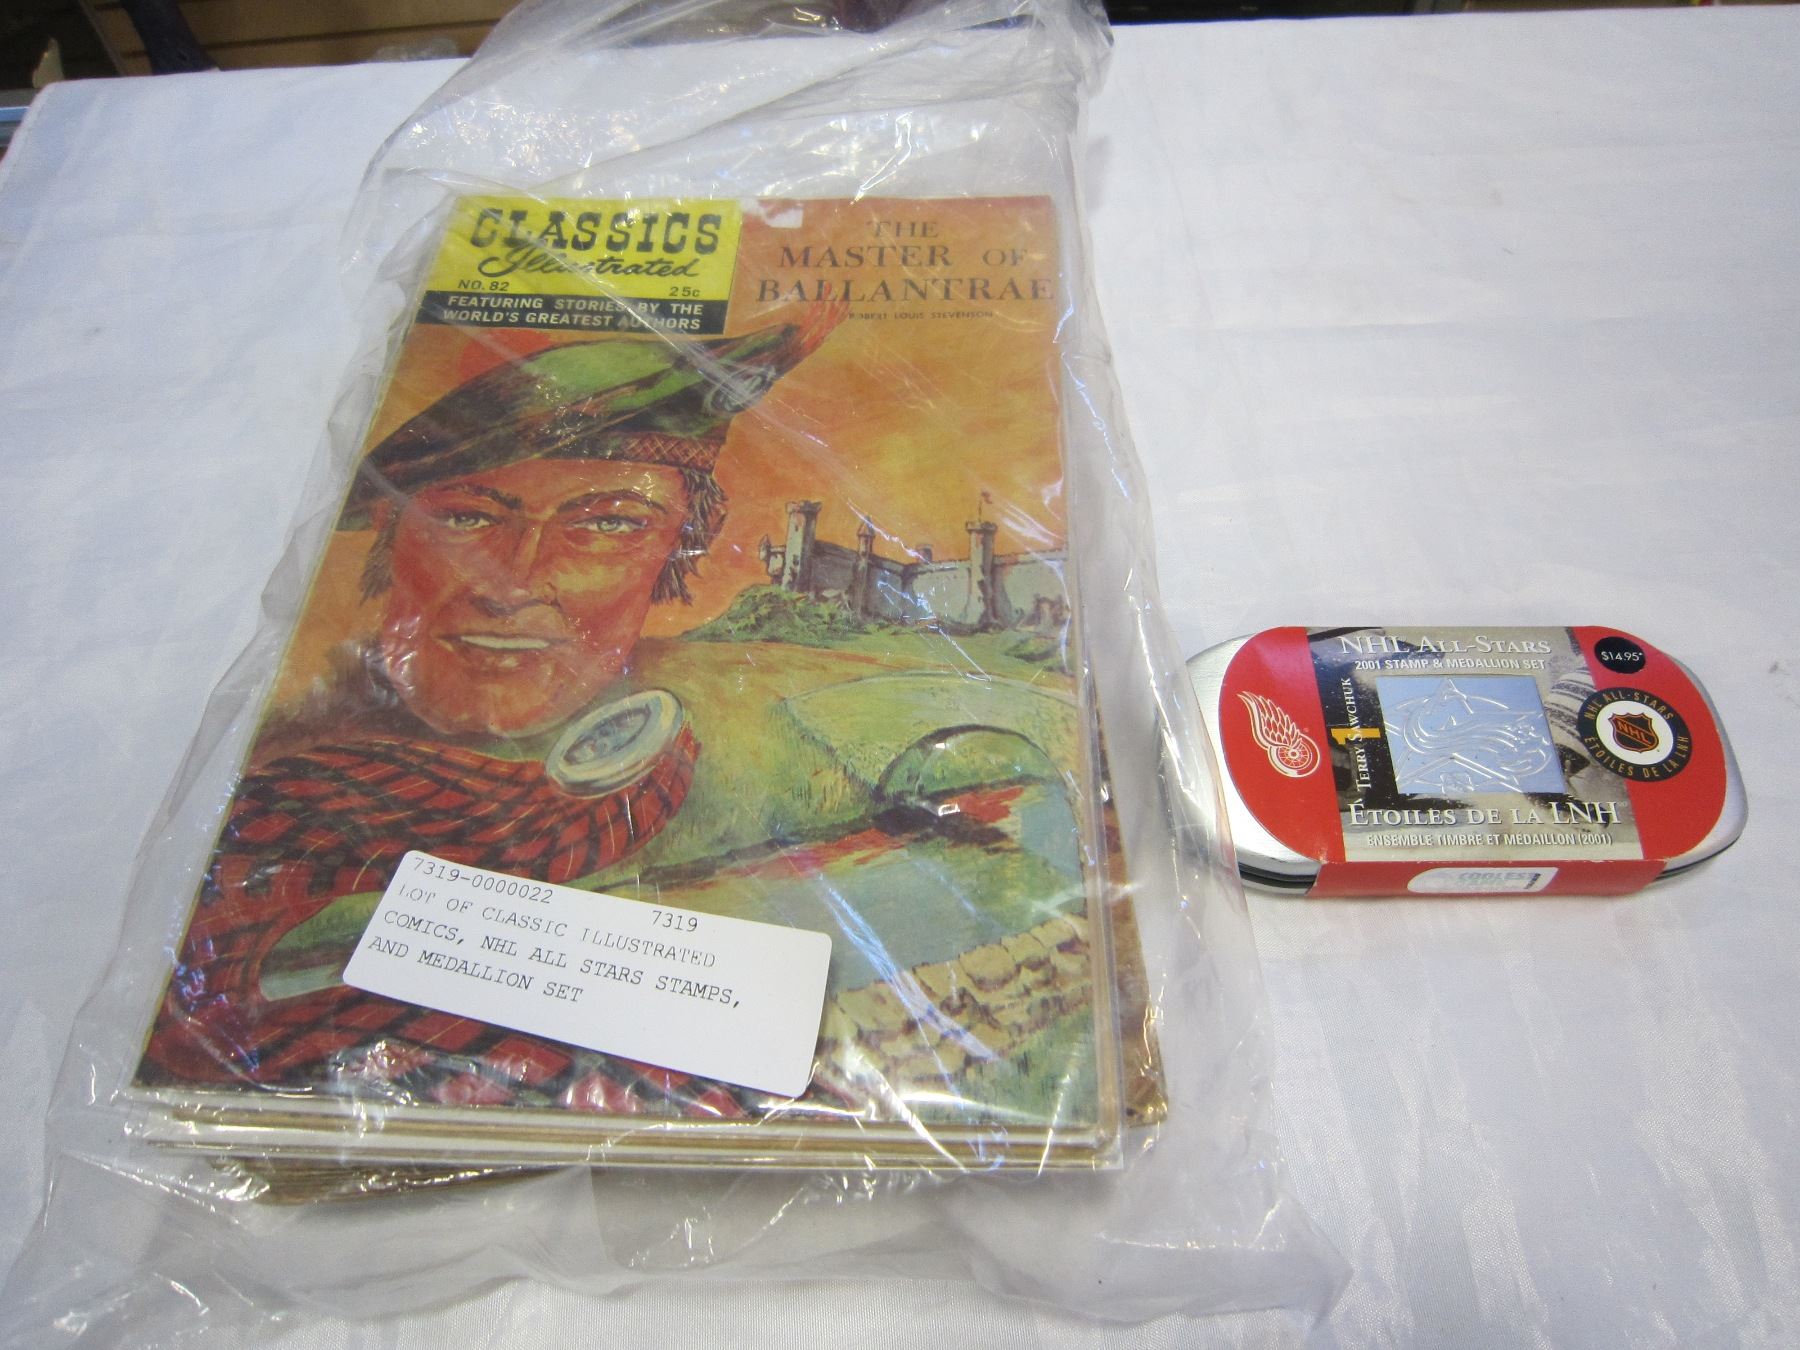 CLASSICS
Illustrated
NO. 82 25c
FEATURING STORIES BY THE
WORLD'S GREATEST AUTHORS
THE
MASTER OF
BALLANTRAE
ROBERT LOUIS STEVENSON
7319-0000022 7319
LOT OF CLASSIC ILLUSTRATED
COMICS, NHL ALL STARS STAMPS,
AND MEDALLION SET
NHL ALL-STARS
2001 STAMP & MEDALLION SET
$14.95*
1 TERRY SAWCHUK
NHL ALL-STARS
NHL
ÉTOILES DE LA LNH
ÉTOILES DE LA LNH
ENSEMBLE TIMBRE ET MÉDAILLON (2001)